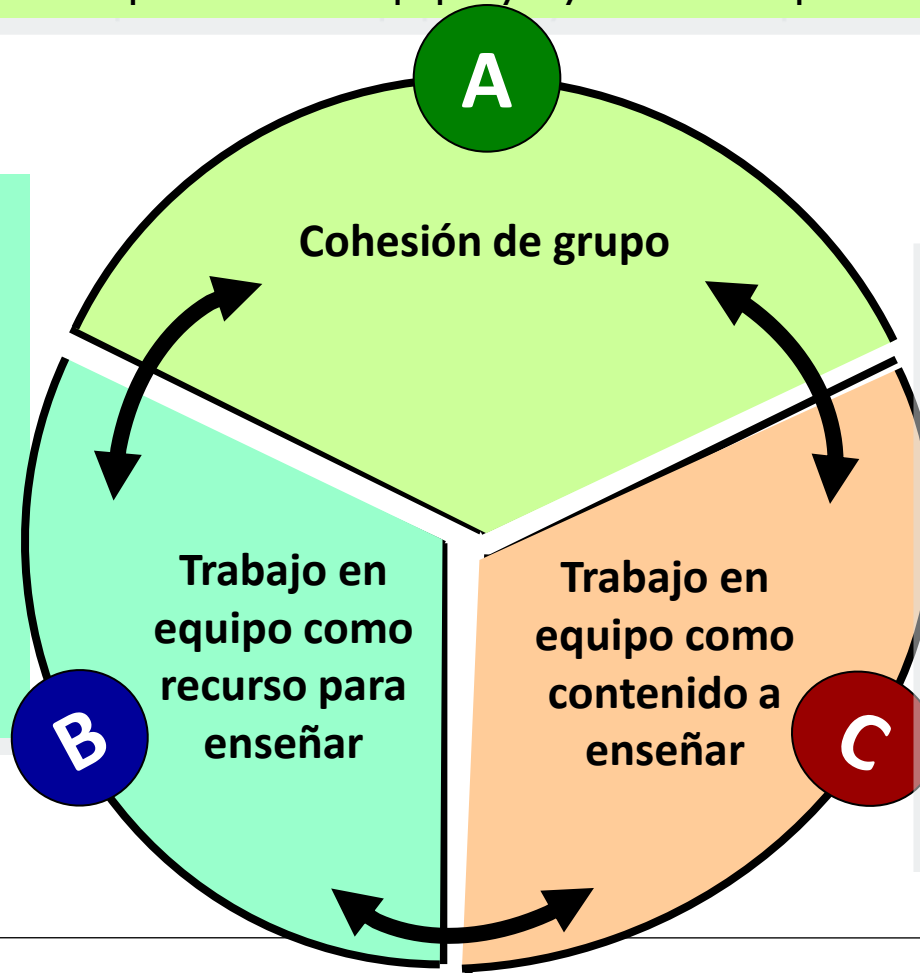 A
Cohesión de grupo
Trabajo en
equipo como
recurso para
enseñar
B
Trabajo en
equipo como
contenido a
enseñar
C